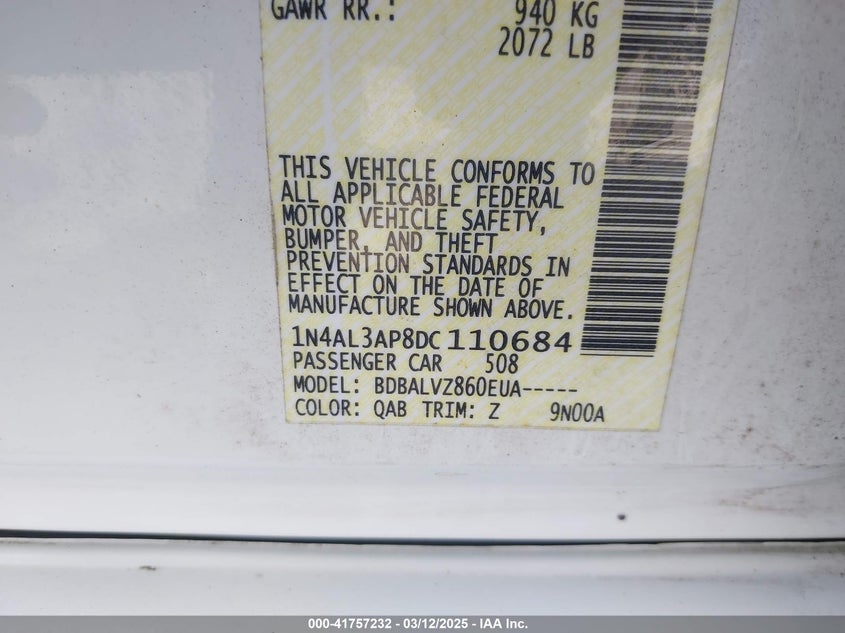 GAWR RR.: 940 KG
2072 LB
THIS VEHICLE CONFORMS TO
ALL APPLICABLE FEDERAL
MOTOR VEHICLE SAFETY,
BUMPER, AND THEFT
PREVENTION STANDARDS IN
EFFECT ON THE DATE OF
MANUFACTURE SHOWN ABOVE.
1N4AL3AP8DC110684
PASSENGER CAR 508
MODEL: BDBALVZ860EUA-----
COLOR: QAB TRIM: Z 9N00A
000-41757232 - 03/12/2025 - IAA Inc.